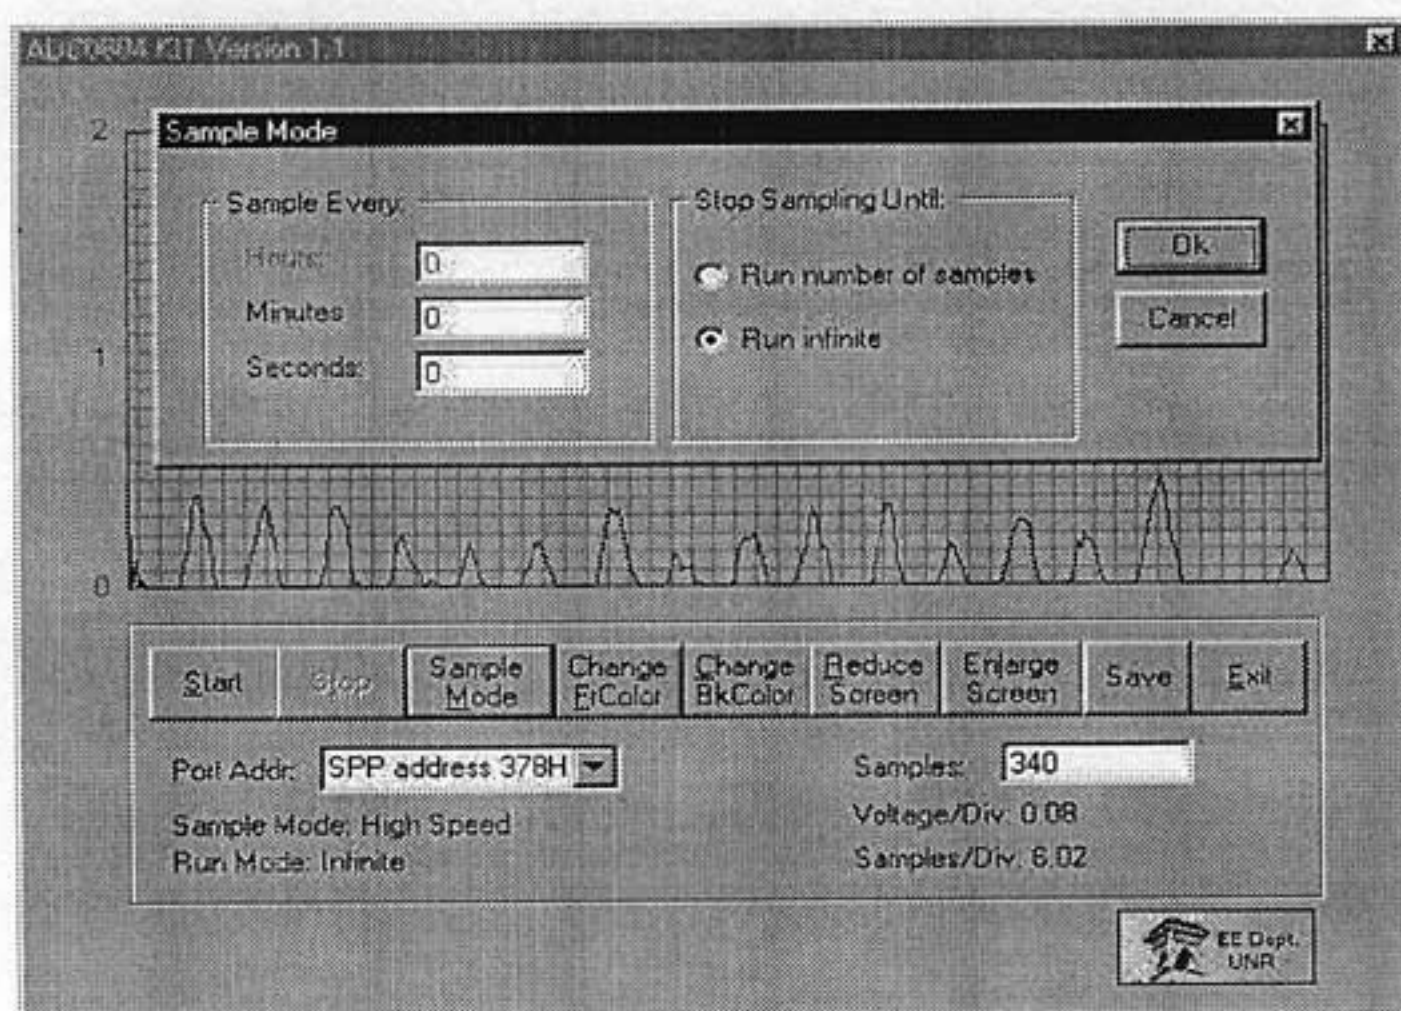 ADC0804 KIT Version 1.1
Sample Mode
Sample Every:
Hours: 0
Minutes 0
Seconds: 0
Stop Sampling Until:
Run number of samples
Run infinite
Ok
Cancel
2
1
0
Start
Stop
Sample Mode
Change FrColor
Change BkColor
Reduce Screen
Enlarge Screen
Save
Exit
Port Addr: SPP address 378H
Sample Mode: High Speed
Run Mode: Infinite
Samples: 340
Voltage/Div: 0.08
Samples/Div: 6.02
EE Dept.
UNR